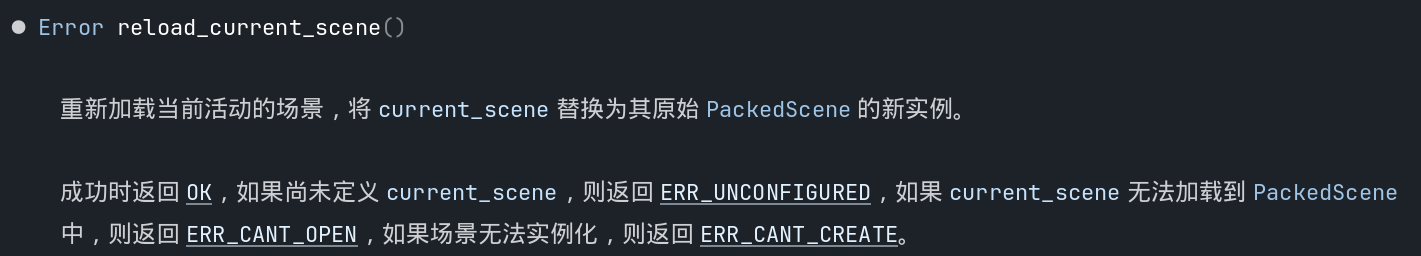 Error reload_current_scene()
重新加载当前活动的场景，将 current_scene 替换为其原始 PackedScene 的新实例。
成功时返回 OK，如果尚未定义 current_scene，则返回 ERR_UNCONFIGURED，如果 current_scene 无法加载到 PackedScene
中，则返回 ERR_CANT_OPEN，如果场景无法实例化，则返回 ERR_CANT_CREATE。